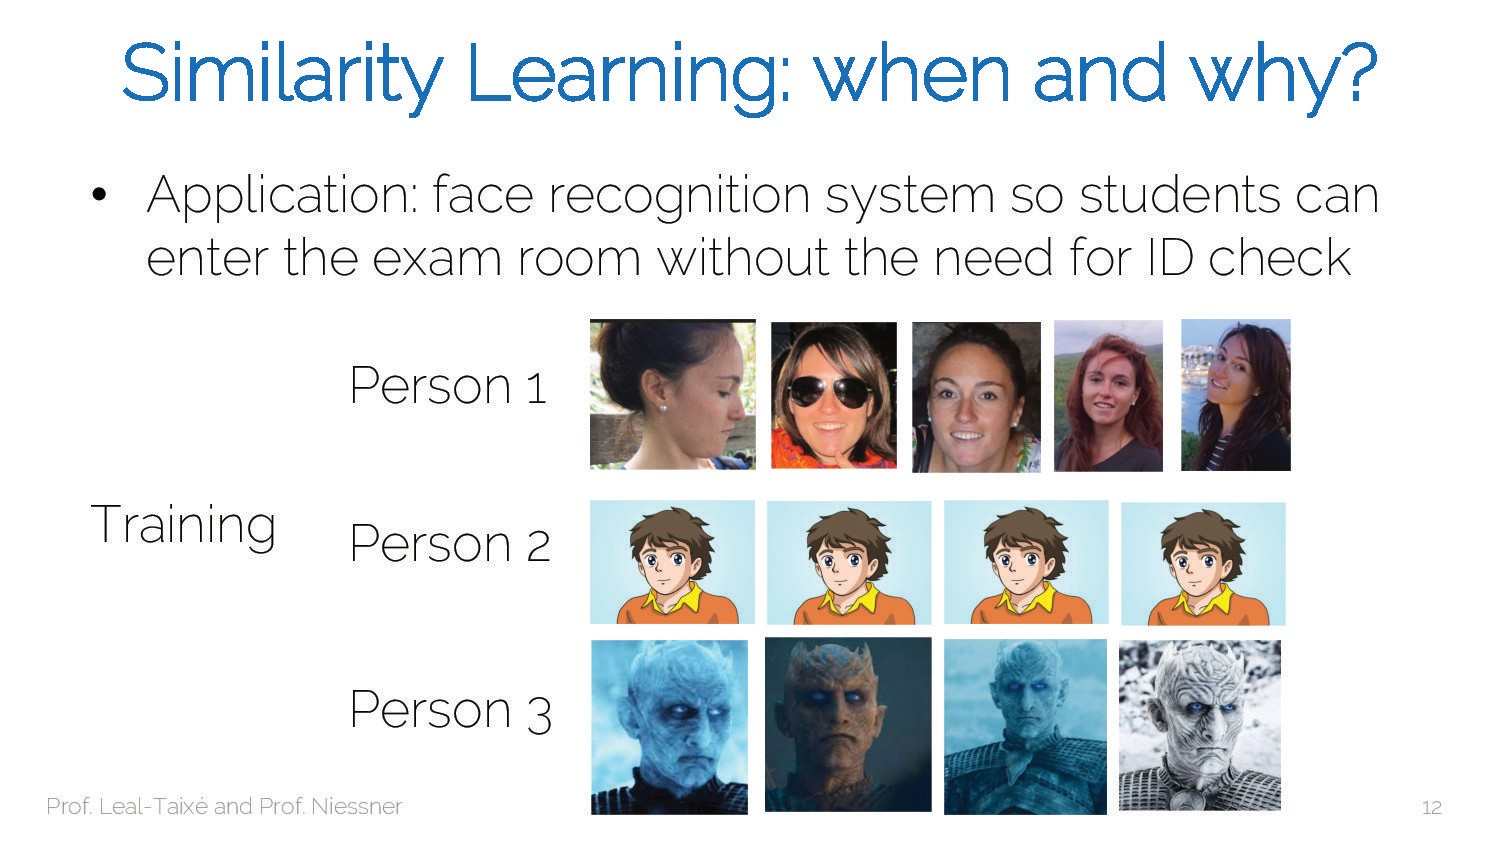 Similarity Learning: when and why?
• Application: face recognition system so students can
enter the exam room without the need for ID check
Person 1
Training
Person 2
Person 3
Prof. Leal-Taixé and Prof. Niessner
12